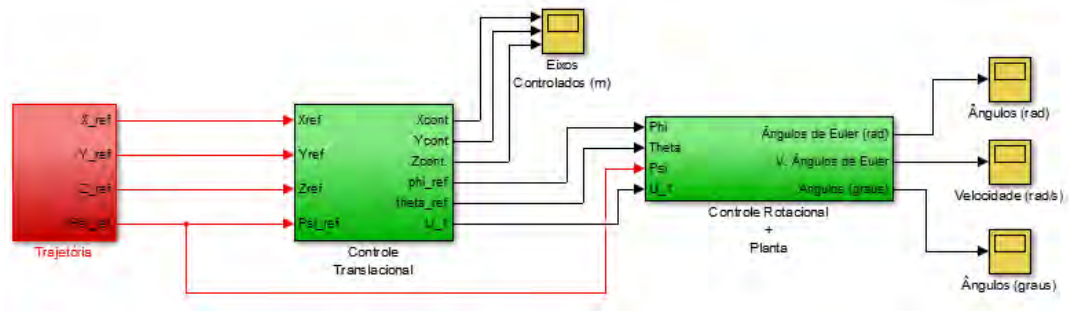 X_ref
Y_ref
Z_ref
Psi_ref
Trajetória
Xref
Yref
Zref
Psi_ref
Xcont
Ycont
Zcont.
phi_ref
theta_ref
U_1
Controle
Translacional
Eixos
Controlados (m)
Phi
Theta
Psi
U_1
Ângulos de Euler (rad)
V. Ângulos de Euler
Angulos (graus)
Controle Rotacional
+
Planta
Ângulos (rad)
Velocidade (rad/s)
Ângulos (graus)